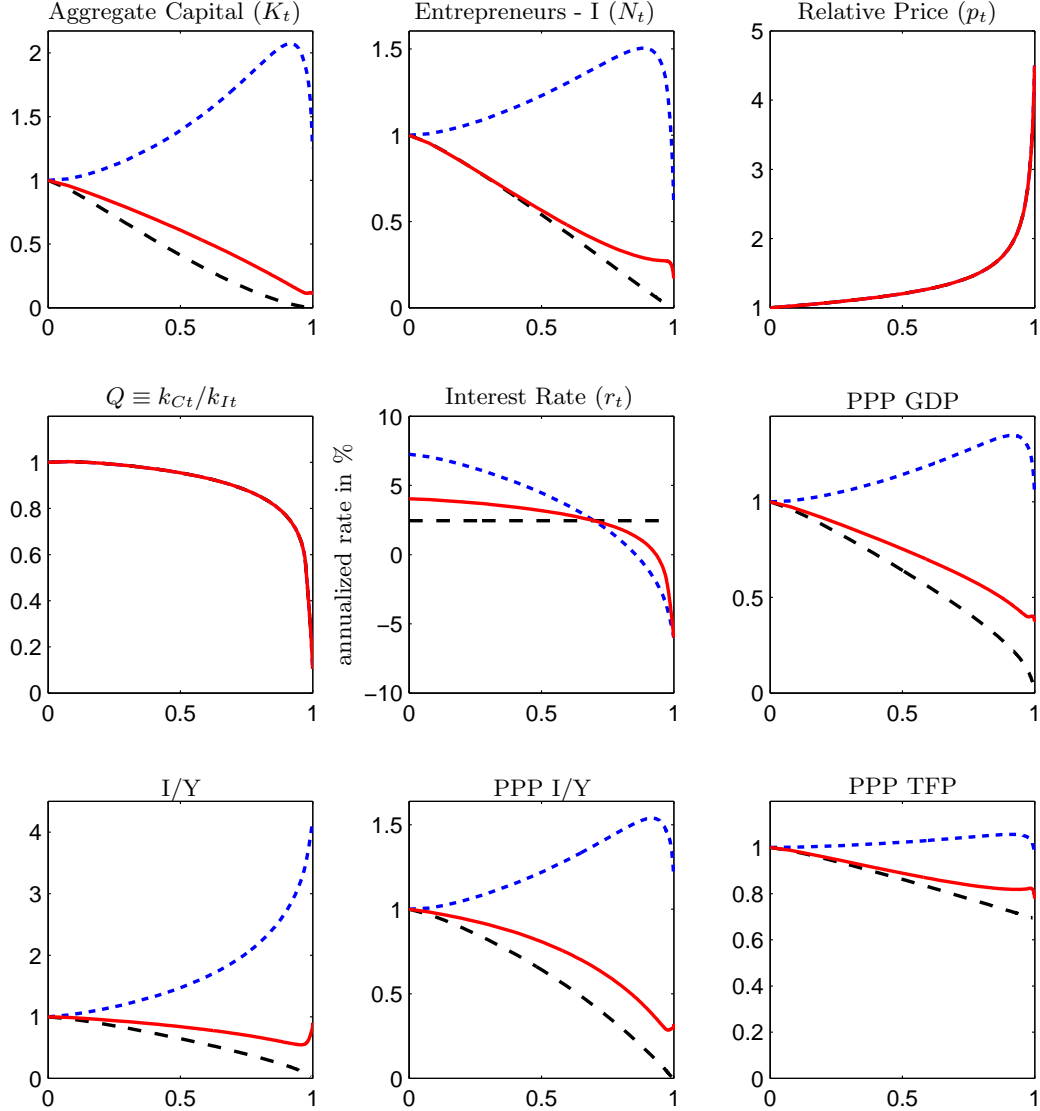 Aggregate Capital (K_t)
2
1.5
1
0.5
0
0 0.5 1
Entrepreneurs - I (N_t)
1.5
1
0.5
0
0 0.5 1
Relative Price (p_t)
5
4
3
2
1
0 0.5 1
Q ≡ k_{Ct}/k_{It}
1
0.8
0.6
0.4
0.2
0
0 0.5 1
Interest Rate (r_t)
annualized rate in %
10
5
0
−5
−10
0 0.5 1
PPP GDP
1
0.5
0
0 0.5 1
I/Y
4
3
2
1
0
0 0.5 1
PPP I/Y
1.5
1
0.5
0
0 0.5 1
PPP TFP
1
0.8
0.6
0.4
0.2
0
0 0.5 1